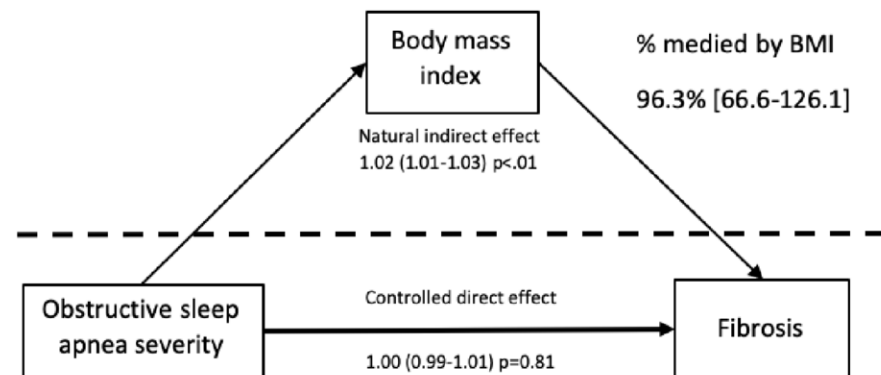 Body mass
index
% medied by BMI
96.3% [66.6-126.1]
Natural indirect effect
1.02 (1.01-1.03) p<.01
Obstructive sleep
apnea severity
Controlled direct effect
1.00 (0.99-1.01) p=0.81
Fibrosis